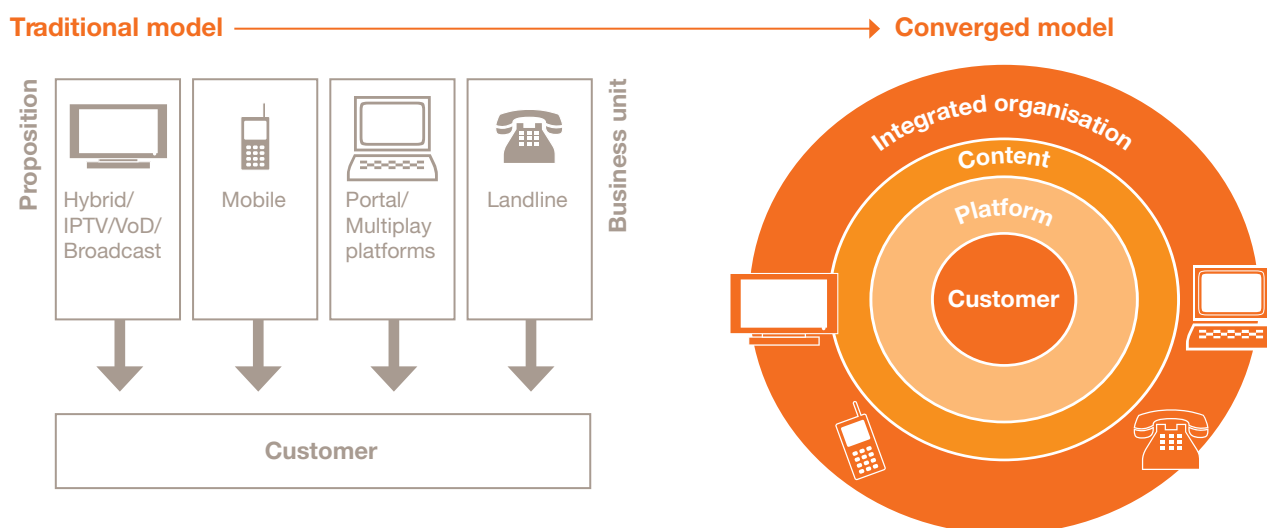 Traditional model
Converged model
Proposition
Hybrid/
IPTV/VoD/
Broadcast
Mobile
Portal/
Multiplay
platforms
Landline
Business unit
Customer
Integrated organisation
Content
Platform
Customer